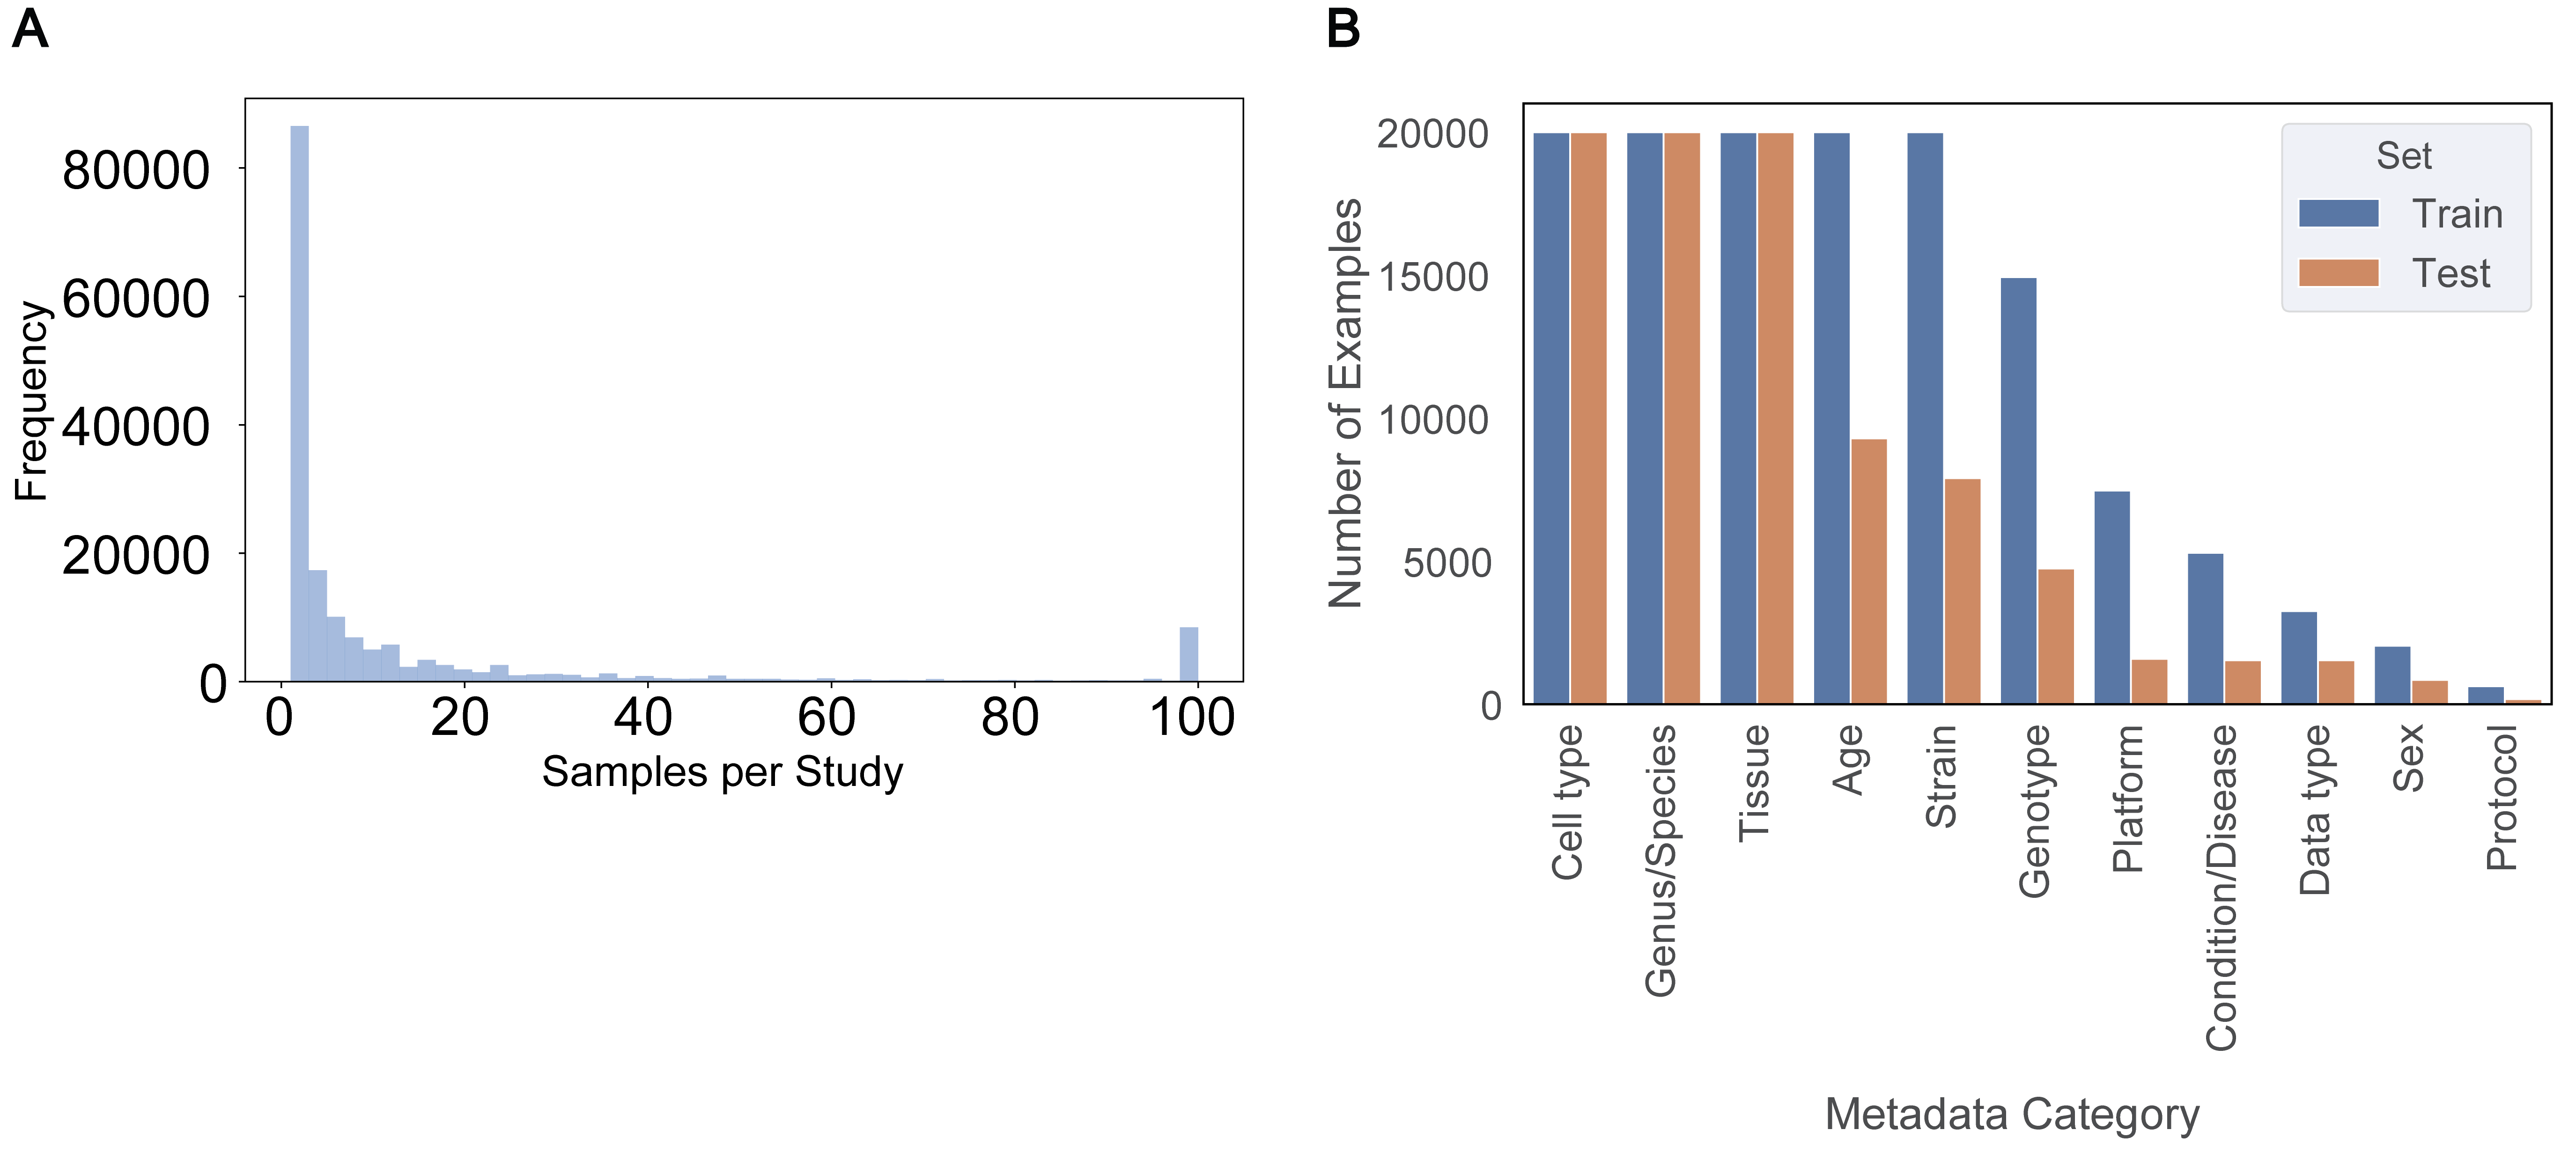 A
80000
60000
40000
20000
0
Frequency
0 20 40 60 80 100
Samples per Study
B
20000
15000
10000
5000
0
Number of Examples
Set
Train
Test
Cell type
Genus/Species
Tissue
Age
Strain
Genotype
Platform
Condition/Disease
Data type
Sex
Protocol
Metadata Category